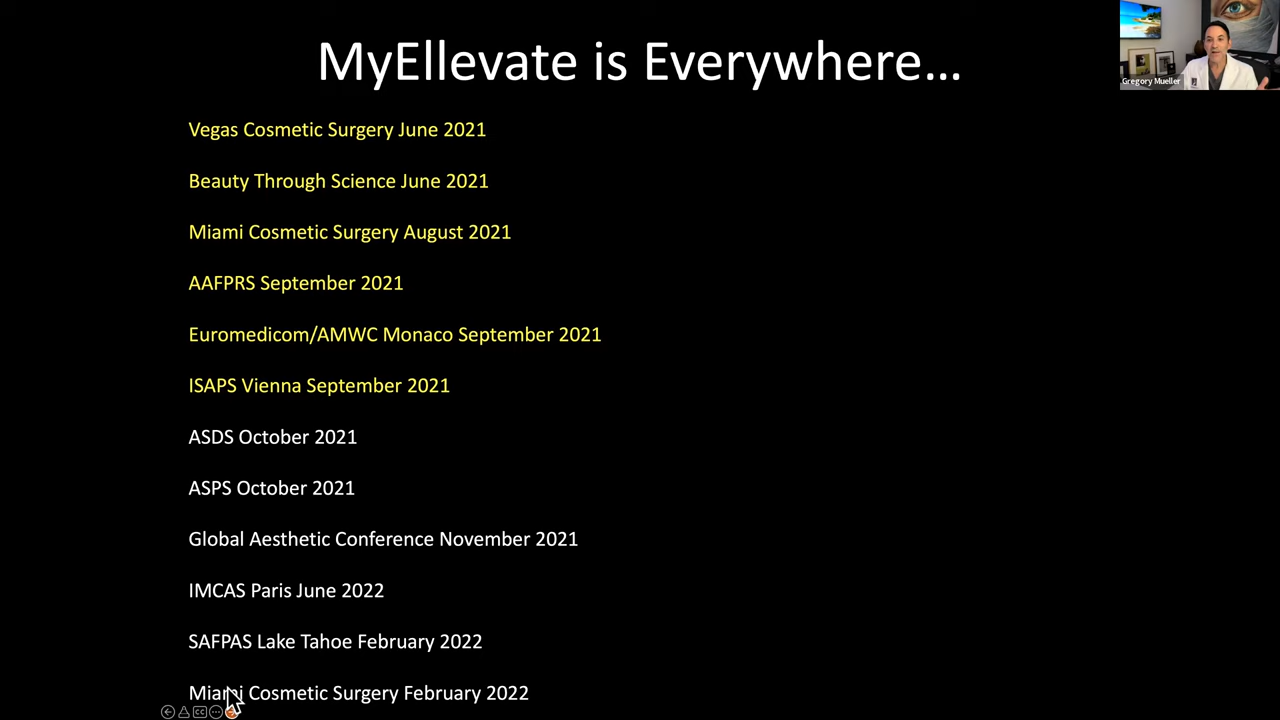 MyEllevate is Everywhere...
Gregory Mueller
Vegas Cosmetic Surgery June 2021
Beauty Through Science June 2021
Miami Cosmetic Surgery August 2021
AAFPRS September 2021
Euromedicom/AMWC Monaco September 2021
ISAPS Vienna September 2021
ASDS October 2021
ASPS October 2021
Global Aesthetic Conference November 2021
IMCAS Paris June 2022
SAFPAS Lake Tahoe February 2022
Miami Cosmetic Surgery February 2022
CC